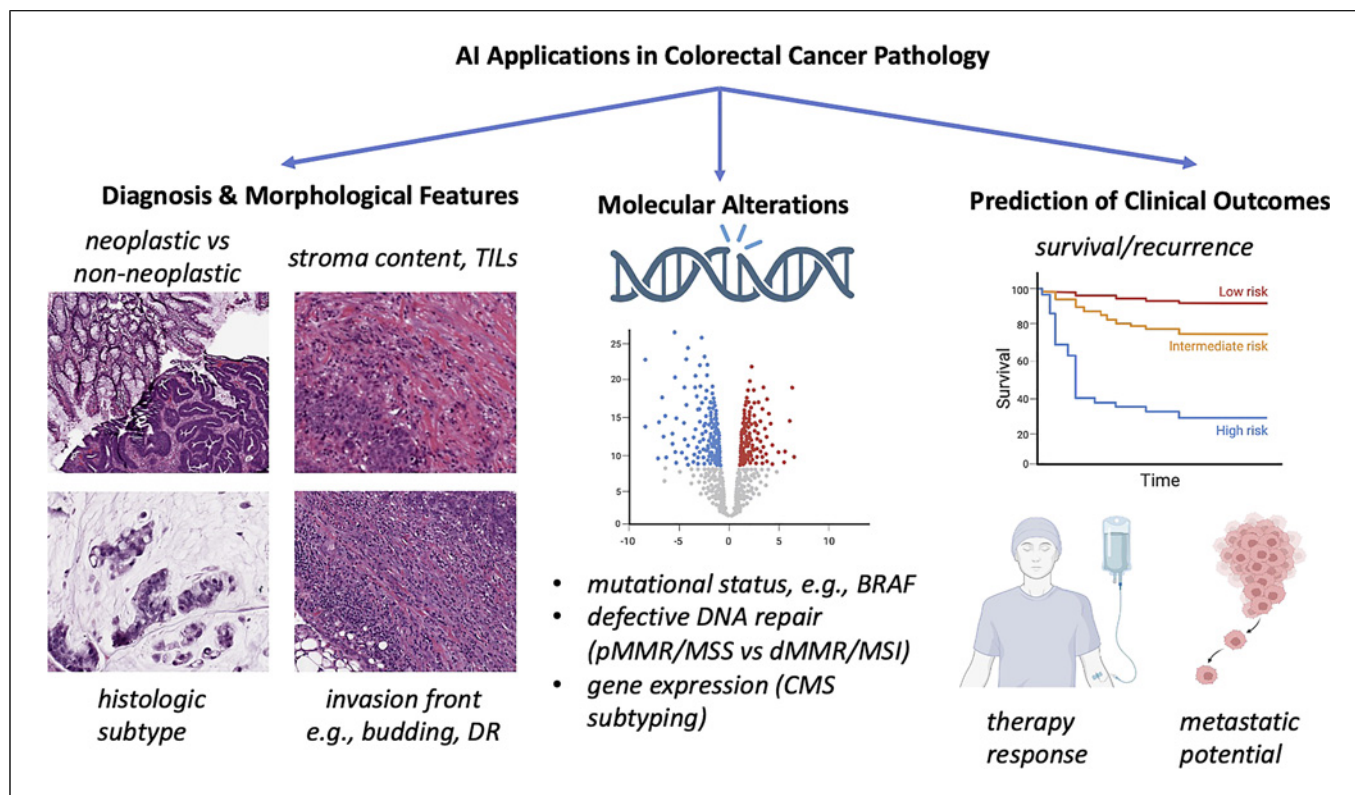 AI Applications in Colorectal Cancer Pathology
Diagnosis & Morphological Features
neoplastic vs
non-neoplastic
stroma content, TILs
histologic
subtype
invasion front
e.g., budding, DR
Molecular Alterations
25
20
15
10
5
0
-10
-5
0
5
10
• mutational status, e.g., BRAF
• defective DNA repair
(pMMR/MSS vs dMMR/MSI)
• gene expression (CMS
subtyping)
Prediction of Clinical Outcomes
survival/recurrence
Survival
100
80
60
40
20
0
Low risk
Intermediate risk
High risk
Time
therapy
response
metastatic
potential